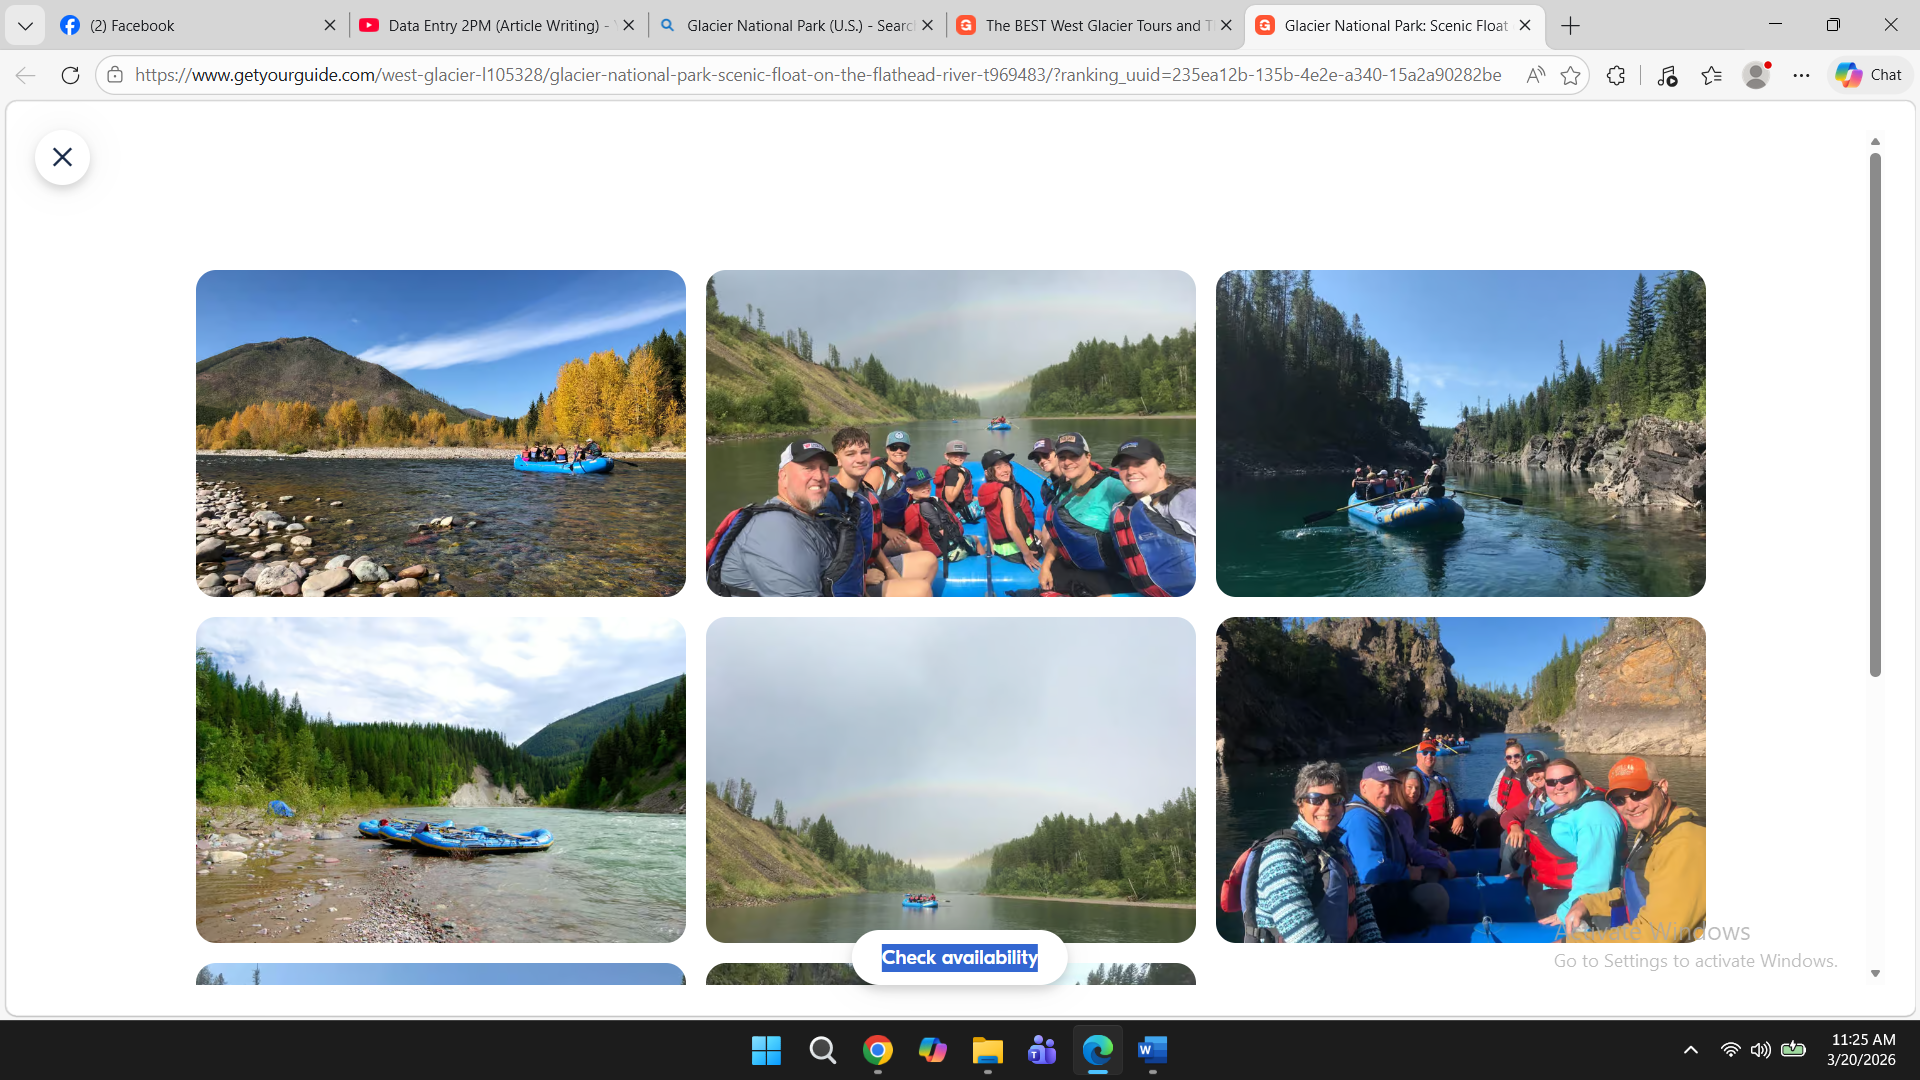 (2) Facebook
Data Entry 2PM (Article Writing) -
Glacier National Park (U.S.) - Search
The BEST West Glacier Tours and
Glacier National Park: Scenic Float
https://www.getyourguide.com/west-glacier-l105328/glacier-national-park-scenic-float-on-the-flathead-river-t969483/?ranking_uuid=235ea12b-135b-4e2e-a340-15a2a90282be
Chat
Check availability
Activate Windows
Go to Settings to activate Windows.
11:25 AM
3/20/2026